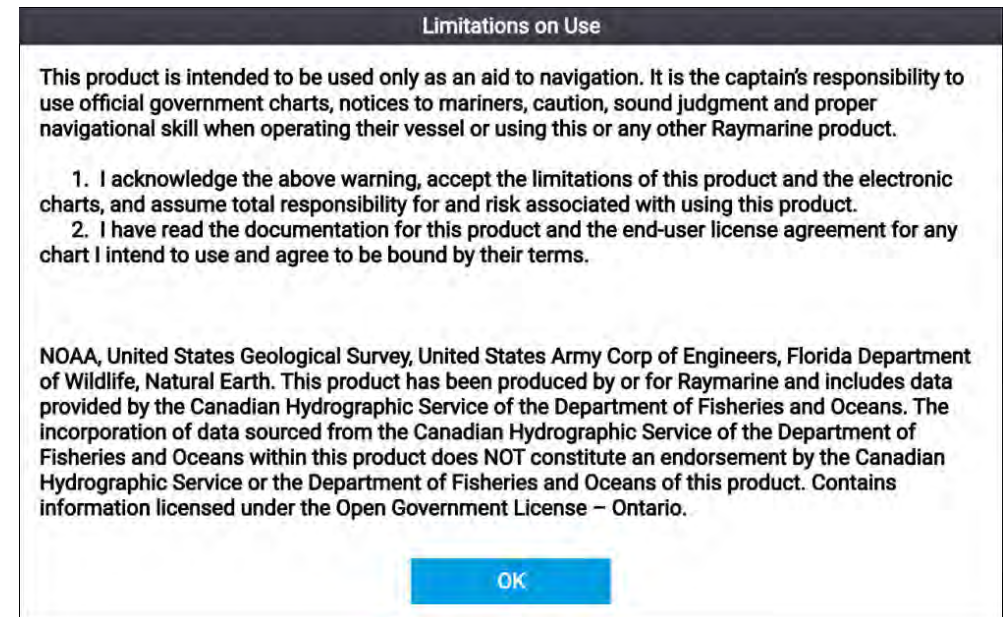 Limitations on Use
This product is intended to be used only as an aid to navigation. It is the captain's responsibility to
use official government charts, notices to mariners, caution, sound judgment and proper
navigational skill when operating their vessel or using this or any other Raymarine product.
1. I acknowledge the above warning, accept the limitations of this product and the electronic
charts, and assume total responsibility for and risk associated with using this product.
2. I have read the documentation for this product and the end-user license agreement for any
chart I intend to use and agree to be bound by their terms.
NOAA, United States Geological Survey, United States Army Corp of Engineers, Florida Department
of Wildlife, Natural Earth. This product has been produced by or for Raymarine and includes data
provided by the Canadian Hydrographic Service of the Department of Fisheries and Oceans. The
incorporation of data sourced from the Canadian Hydrographic Service of the Department of
Fisheries and Oceans within this product does NOT constitute an endorsement by the Canadian
Hydrographic Service or the Department of Fisheries and Oceans of this product. Contains
information licensed under the Open Government License – Ontario.
OK